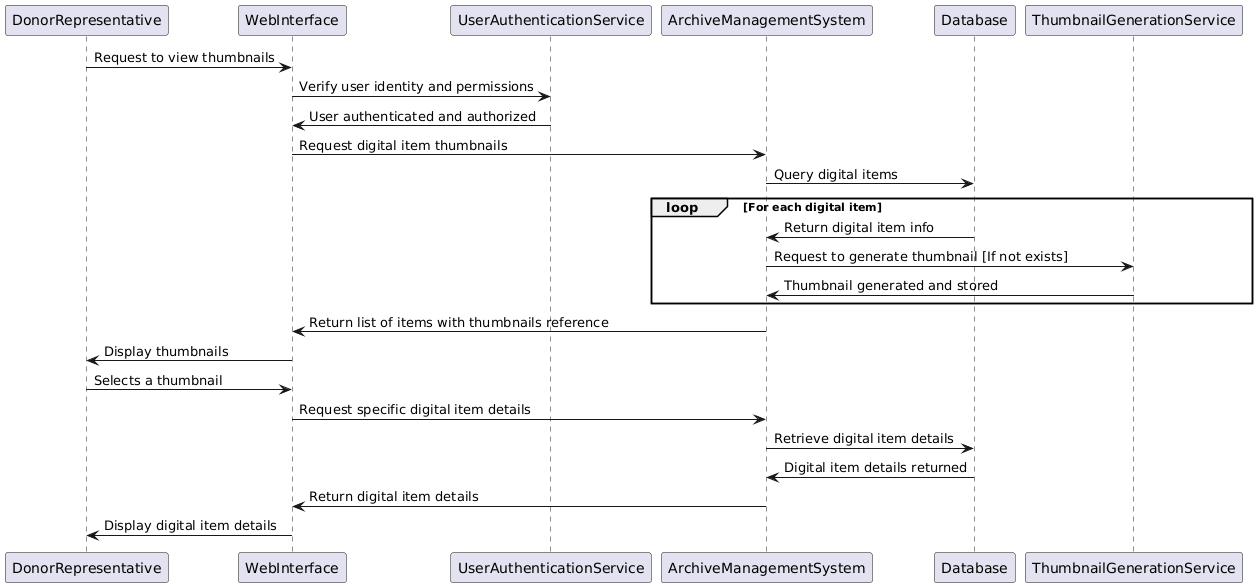 DonorRepresentative
WebInterface
UserAuthenticationService
ArchiveManagementSystem
Database
ThumbnailGenerationService
Request to view thumbnails
Verify user identity and permissions
User authenticated and authorized
Request digital item thumbnails
Query digital items
loop
[For each digital item]
Return digital item info
Request to generate thumbnail [If not exists]
Thumbnail generated and stored
Return list of items with thumbnails reference
Display thumbnails
Selects a thumbnail
Request specific digital item details
Retrieve digital item details
Digital item details returned
Return digital item details
Display digital item details
DonorRepresentative
WebInterface
UserAuthenticationService
ArchiveManagementSystem
Database
ThumbnailGenerationService